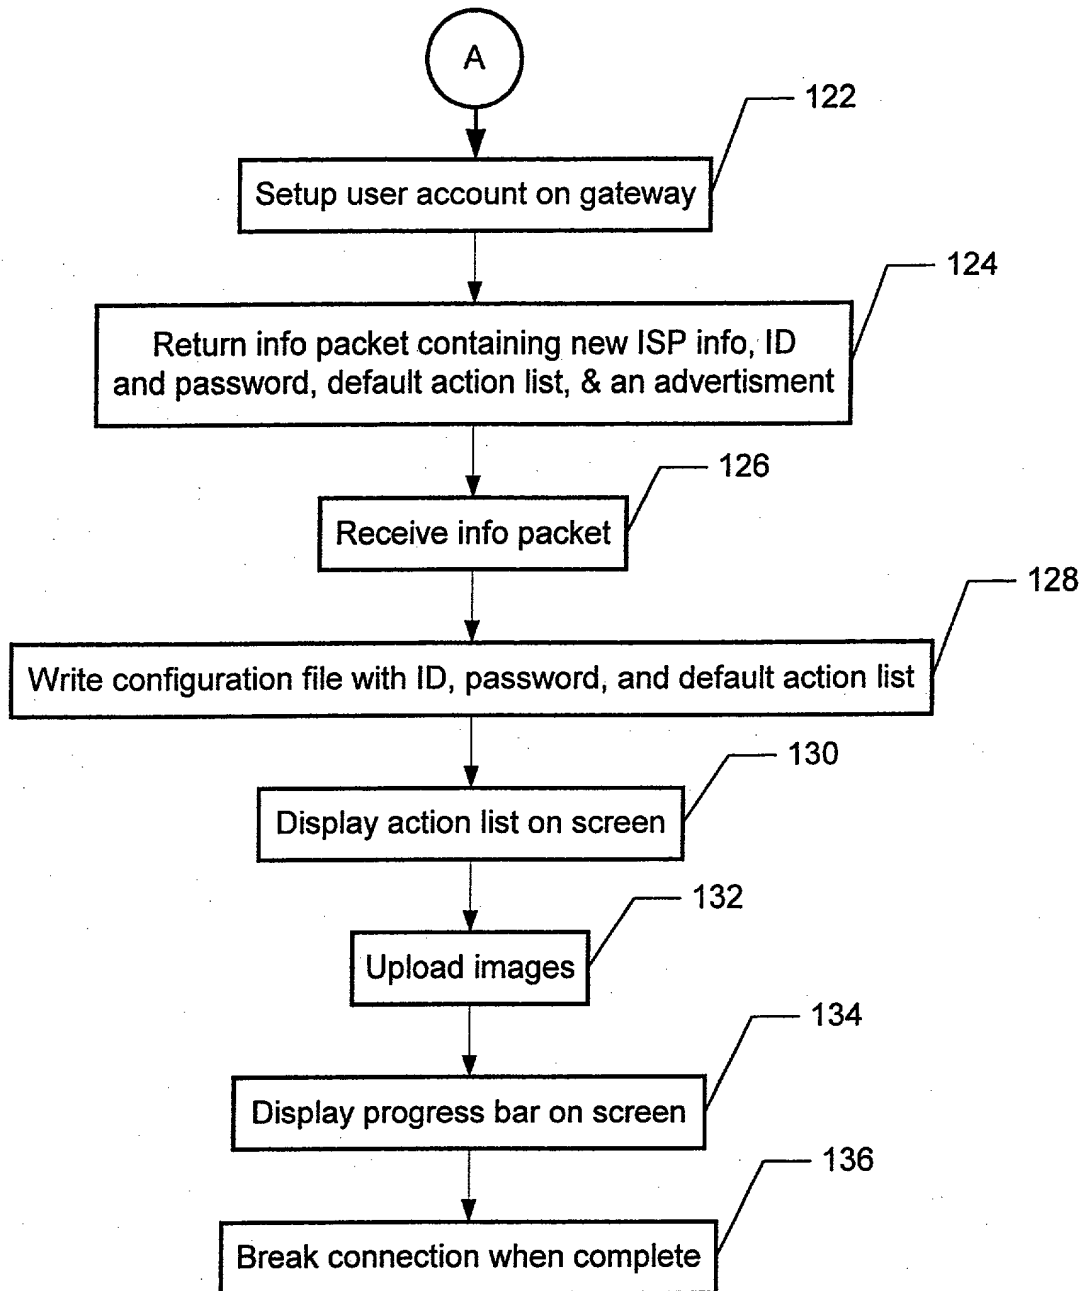 A
122
Setup user account on gateway
124
Return info packet containing new ISP info, ID
and password, default action list, & an advertisment
126
Receive info packet
128
Write configuration file with ID, password, and default action list
130
Display action list on screen
132
Upload images
134
Display progress bar on screen
136
Break connection when complete